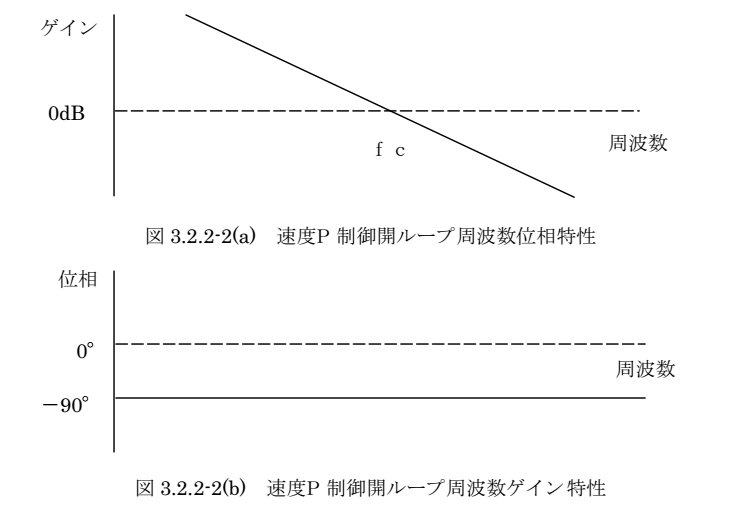 ゲイン
0dB
周波数
ｆｃ
図 3.2.2-2(a) 速度P 制御開ループ周波数位相特性
位相
0°
周波数
－90°
図 3.2.2-2(b) 速度P 制御開ループ周波数ゲイン特性